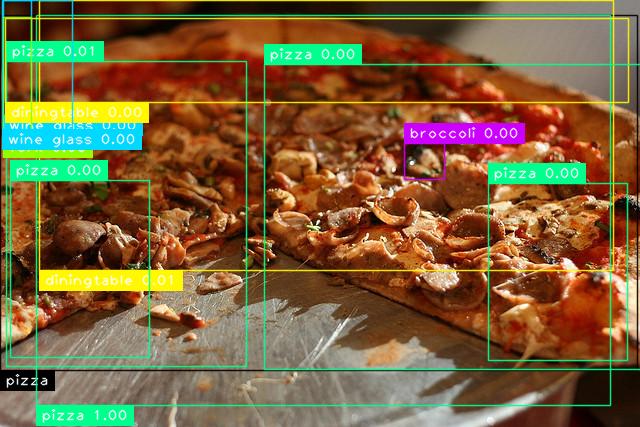 pizza 0.01
pizza 0.00
diningtable 0.00
wine glass 0.00
wine glass 0.00
broccoli 0.00
pizza 0.00
pizza 0.00
diningtable 0.01
pizza
pizza 1.00